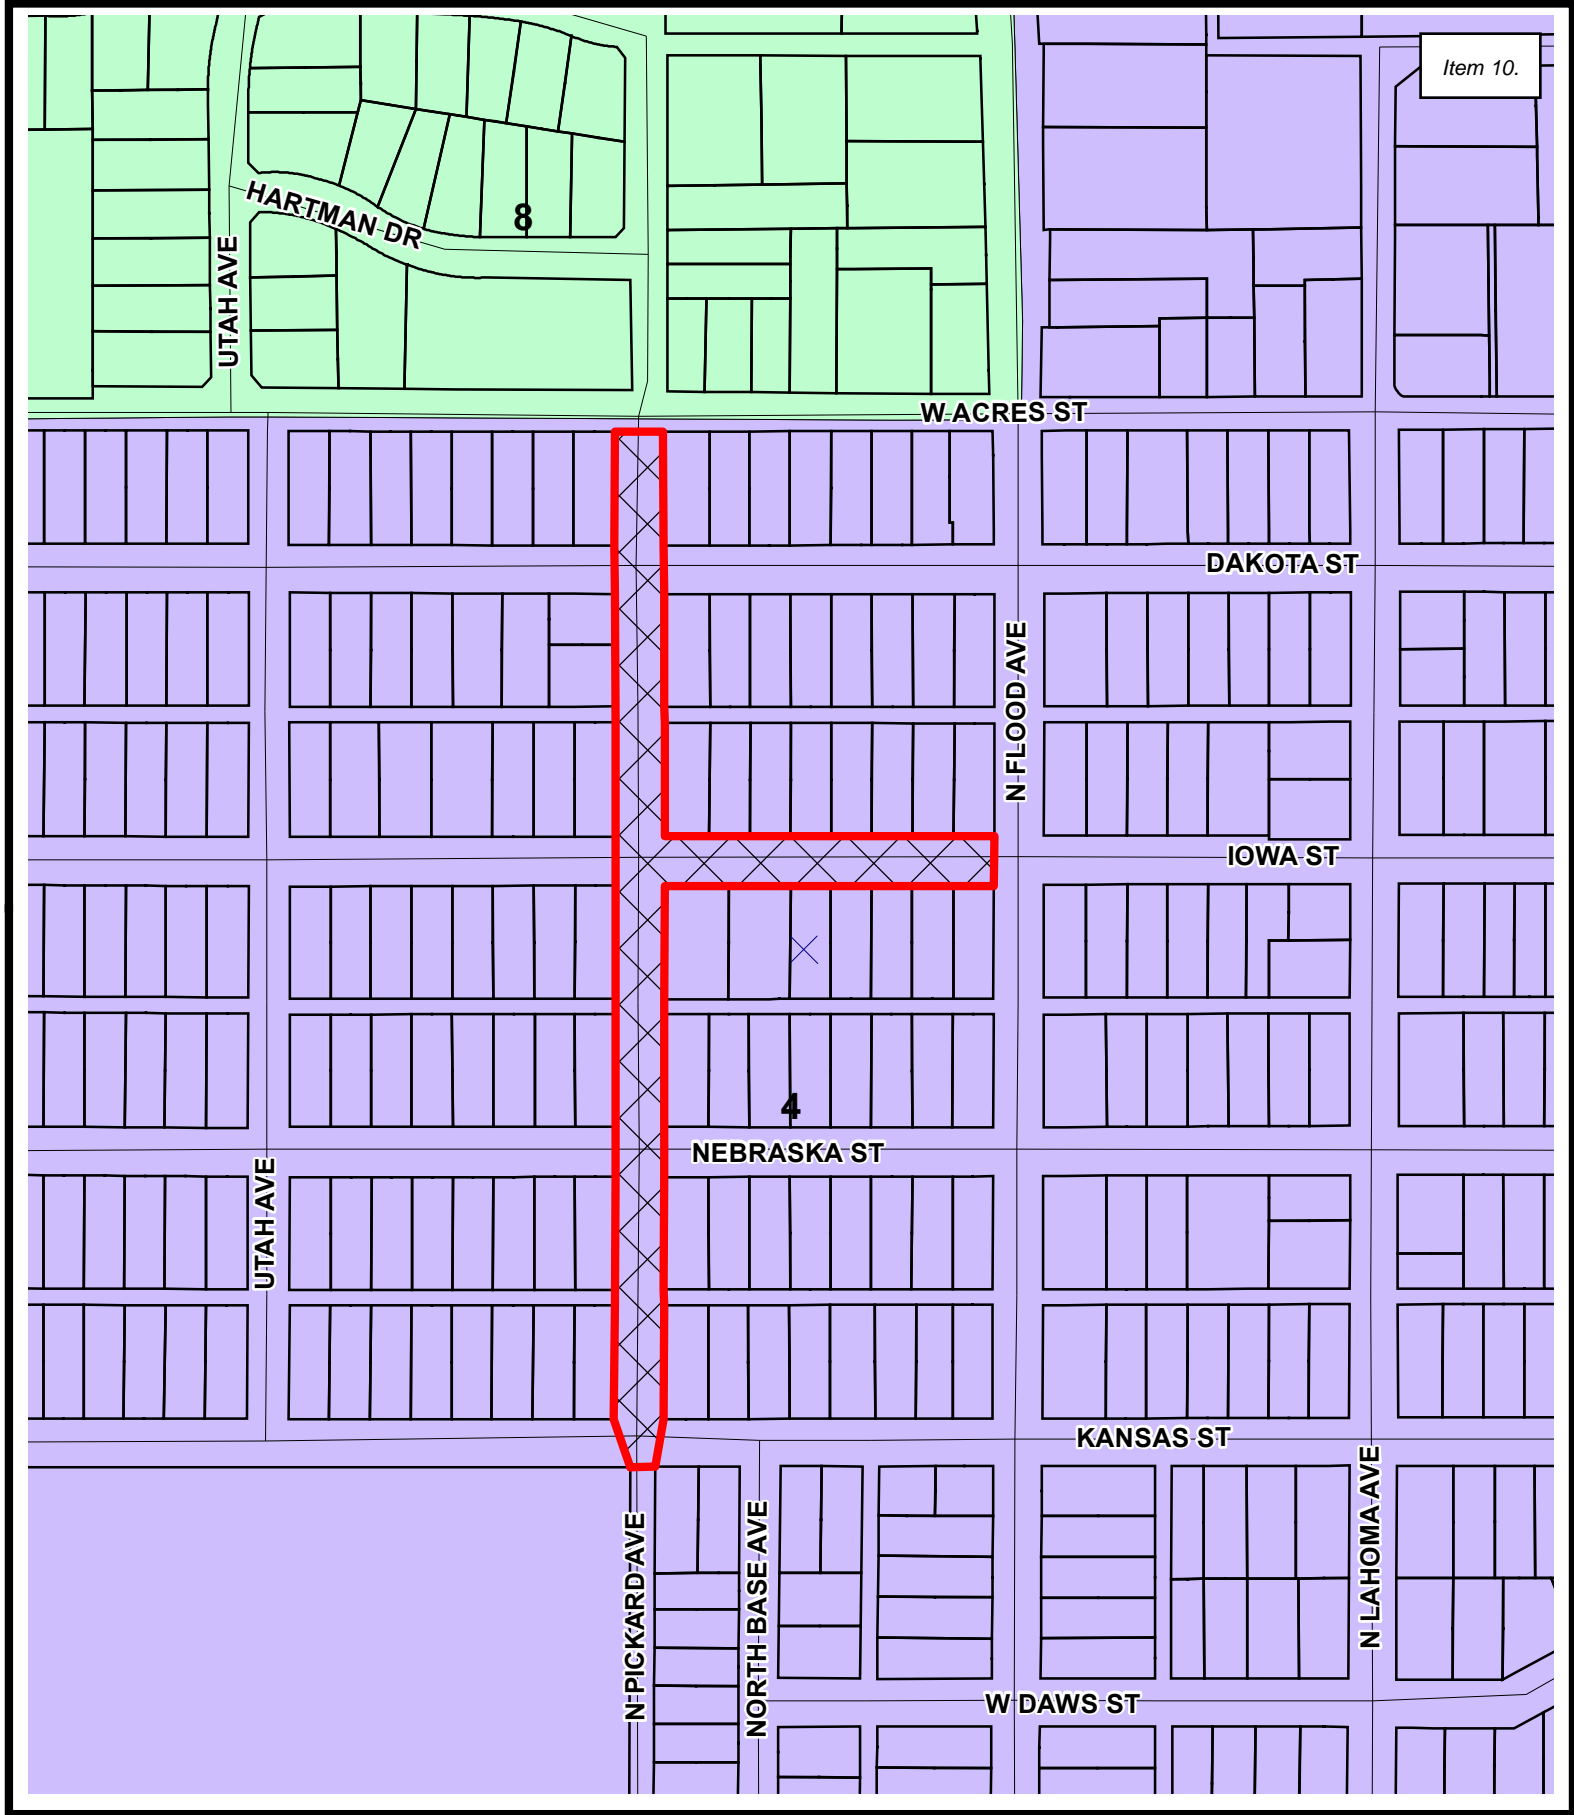 Item 10.
HARTMAN DR
8
UTAH AVE
W ACRES ST
DAKOTA ST
N FLOOD AVE
IOWA ST
4
NEBRASKA ST
UTAH AVE
KANSAS ST
N LAHOMA AVE
N PICKARD AVE
NORTH BASE AVE
W DAWS ST